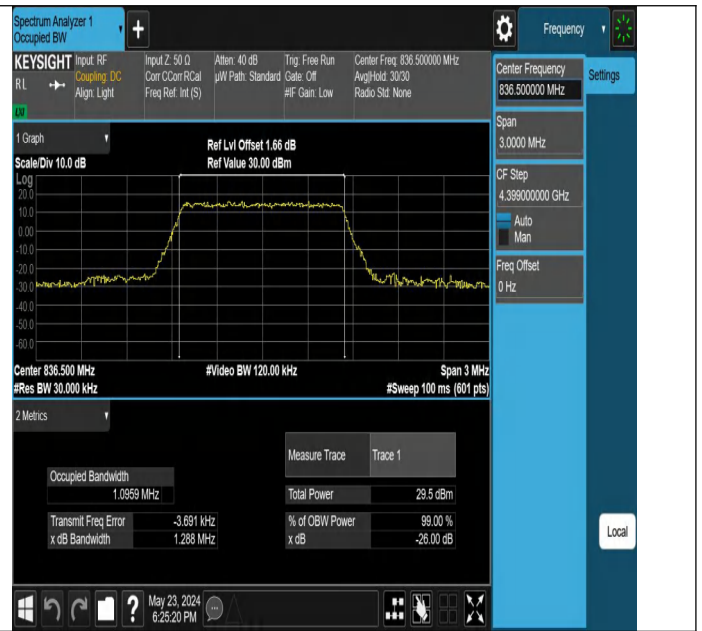 Spectrum Analyzer 1
Occupied BW
+
Frequency
KEYSIGHT
RL
Input: RF
Coupling: DC
Align: Light
Input Z: 50 Ω
Corr CCorr RCal
Freq Ref: Int (S)
Atten: 40 dB
µW Path: Standard
Trig: Free Run
Gate: Off
#IF Gain: Low
Center Freq: 836.500000 MHz
Avg|Hold: 30/30
Radio Std: None
Center Frequency
836.500000 MHz
Settings
Span
3.0000 MHz
CF Step
4.399000000 GHz
Auto
Man
Freq Offset
0 Hz
Local
1 Graph
Scale/Div 10.0 dB
Ref Lvl Offset 1.66 dB
Ref Value 30.00 dBm
Log
20.0
10.0
0.00
-10.0
-20.0
-30.0
-40.0
-50.0
-60.0
Center 836.500 MHz
#Video BW 120.00 kHz
Span 3 MHz
#Res BW 30.000 kHz
#Sweep 100 ms (601 pts)
2 Metrics
Measure Trace
Trace 1
Occupied Bandwidth
1.0959 MHz
Total Power
29.5 dBm
Transmit Freq Error
-3.691 kHz
% of OBW Power
99.00 %
x dB Bandwidth
1.288 MHz
x dB
-26.00 dB
?
May 23, 2024
6:25:20 PM